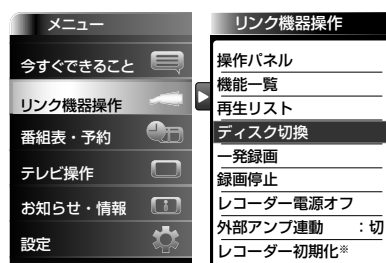 メニュー
今すぐできること
リンク機器操作
番組表・予約
テレビ操作
お知らせ・情報
設定
リンク機器操作
操作パネル
機能一覧
再生リスト
ディスク切換
一発録画
録画停止
レコーダー電源オフ
外部アンプ連動 :切
レコーダー初期化※